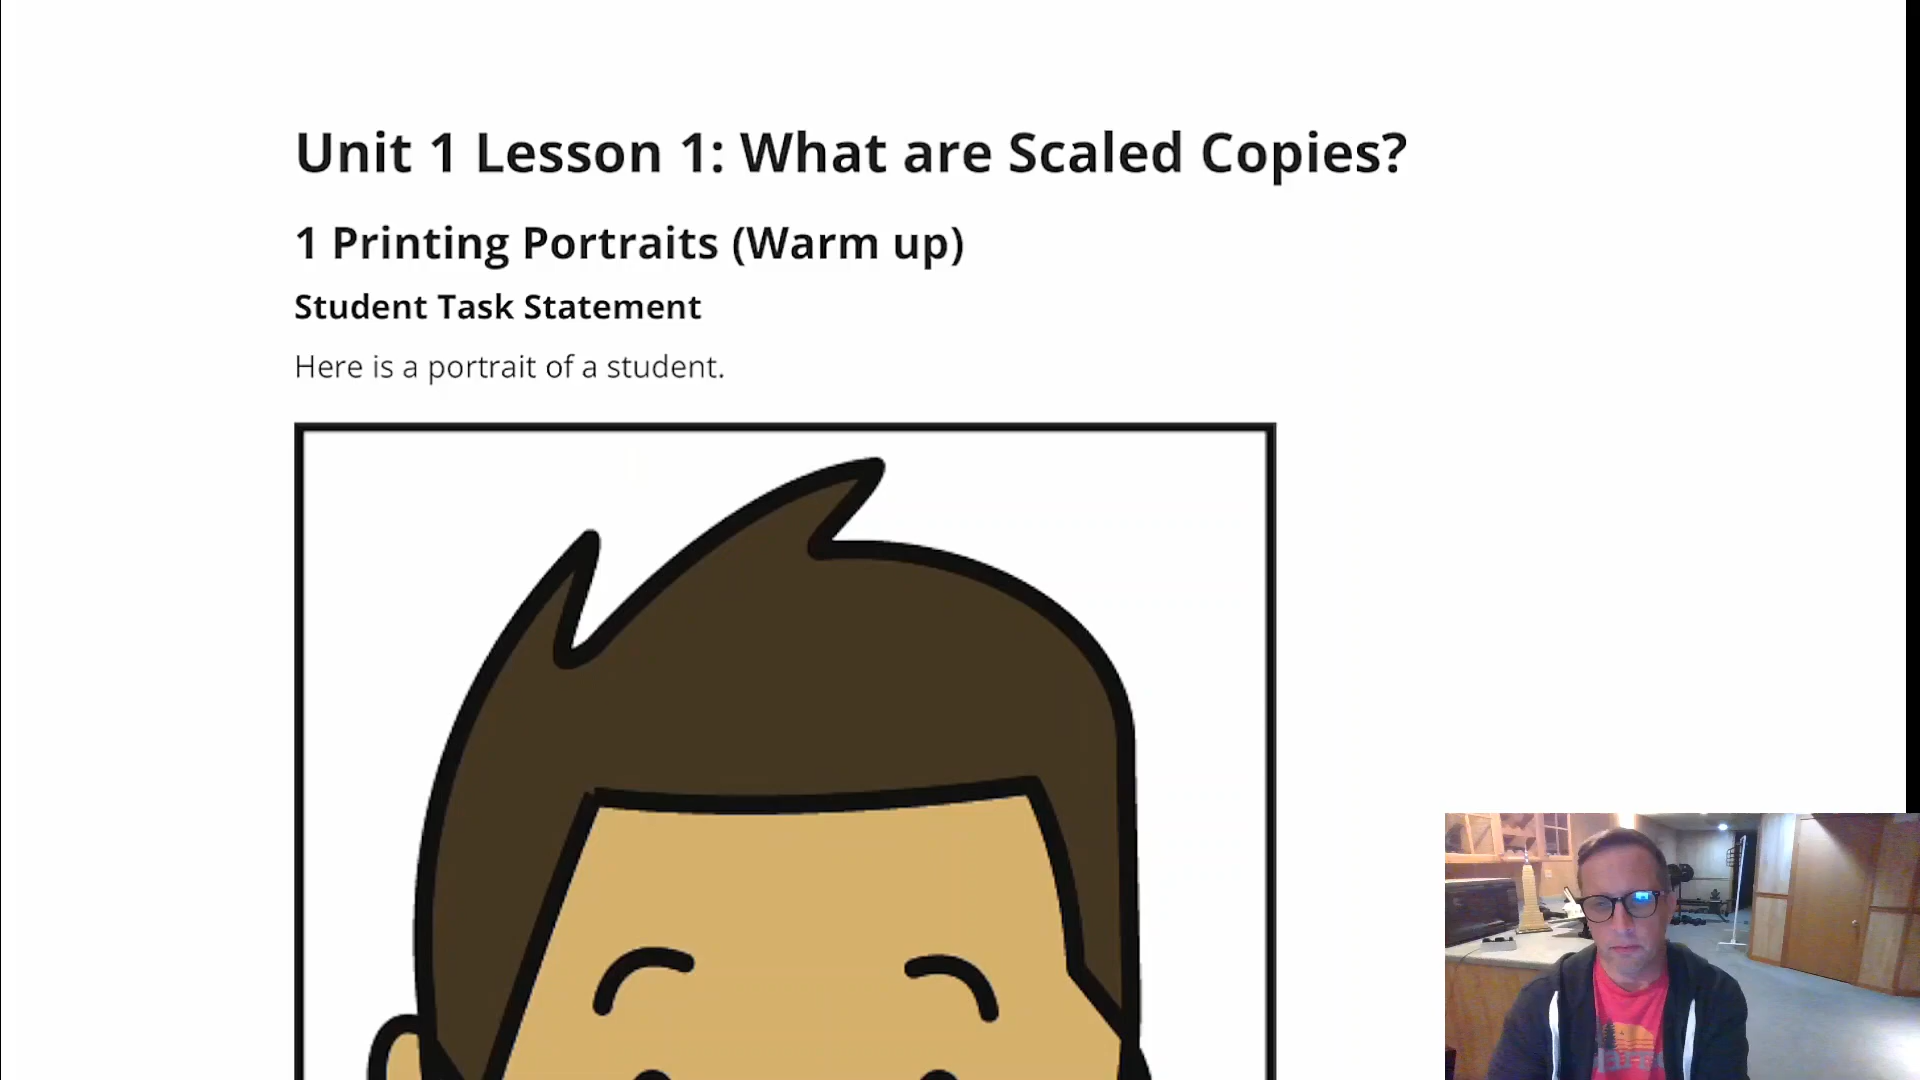 Unit 1 Lesson 1: What are Scaled Copies?
1 Printing Portraits (Warm up)
Student Task Statement
Here is a portrait of a student.